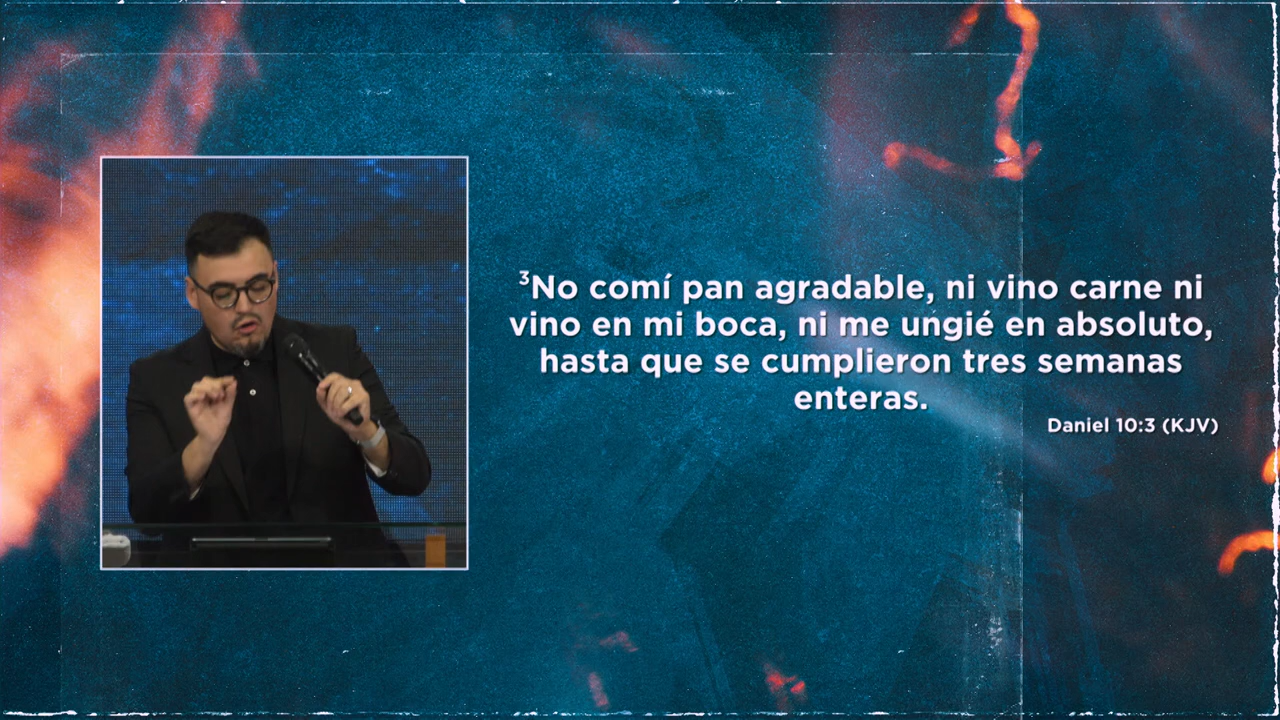 ³No comí pan agradable, ni vino carne ni
vino en mi boca, ni me ungié en absoluto,
hasta que se cumplieron tres semanas
enteras.
Daniel 10:3 (KJV)